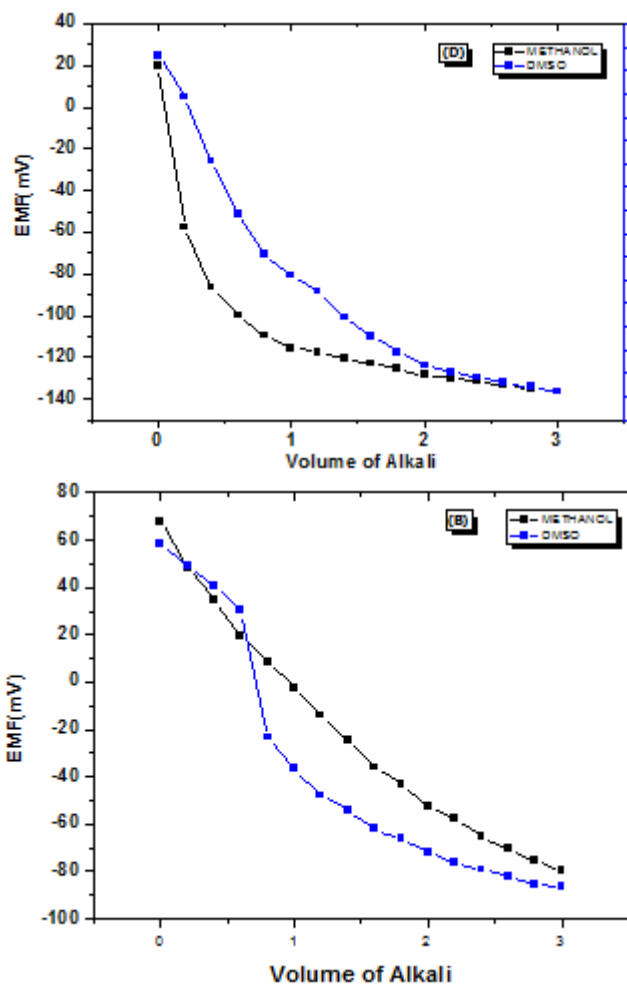 40
20
0
-20
-40
-60
-80
-100
-120
-140
EMF( mV)
(D)
METHANOL
DMSO
0 1 2 3
Volume of Alkali
80
60
40
20
0
-20
-40
-60
-80
-100
EMF(mV)
(B)
METHANOL
DMSO
0 1 2 3
Volume of Alkali